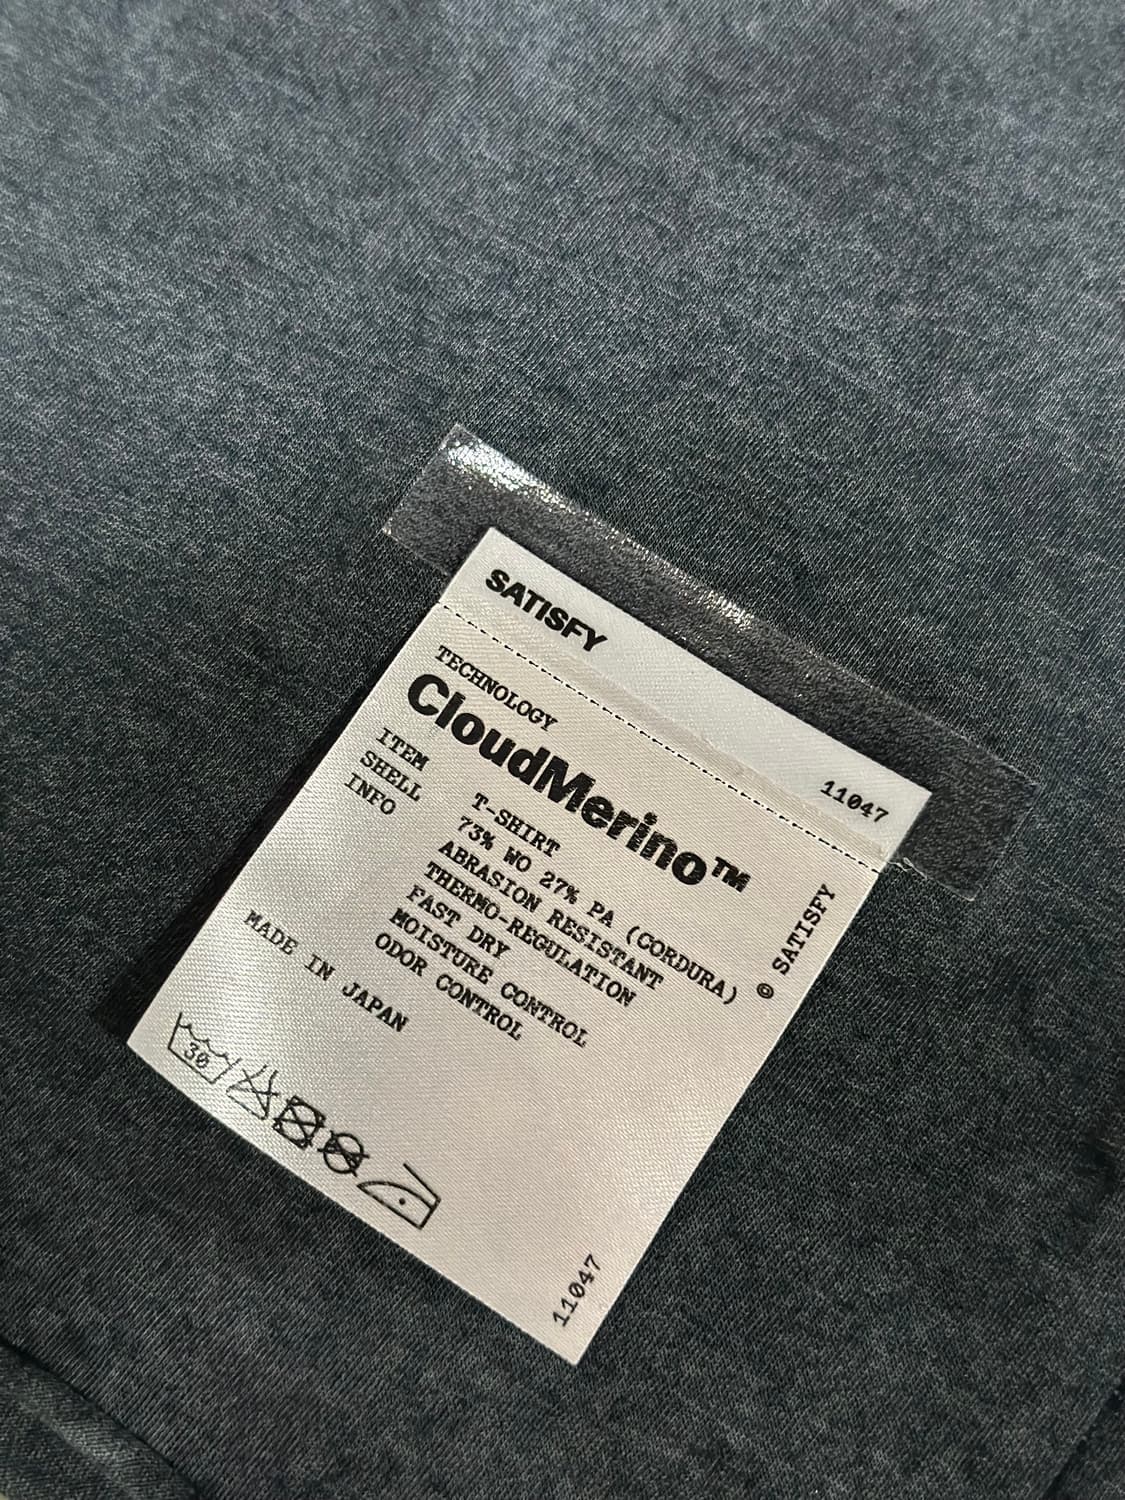 SATISFY
11047
TECHNOLOGY
CloudMerino™
ITEM T-SHIRT
SHELL 73% WO 27% PA (CORDURA)
INFO ABRASION RESISTANT
THERMO-REGULATION
FAST DRY
MOISTURE CONTROL
ODOR CONTROL
MADE IN JAPAN
30
© SATISFY
11047